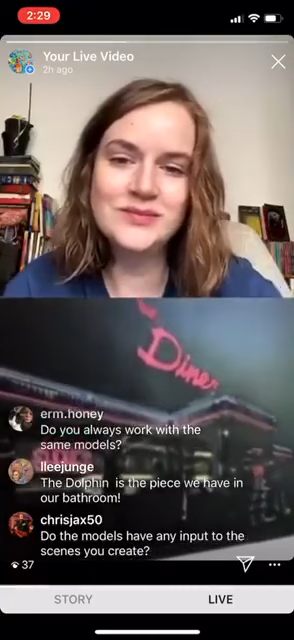 2:29
Your Live Video
2h ago
Diner
erm.honey
Do you always work with the
same models?
lleejunge
The Dolphin is the piece we have in
our bathroom!
chrisjax50
Do the models have any input to the
scenes you create?
37
STORY
LIVE